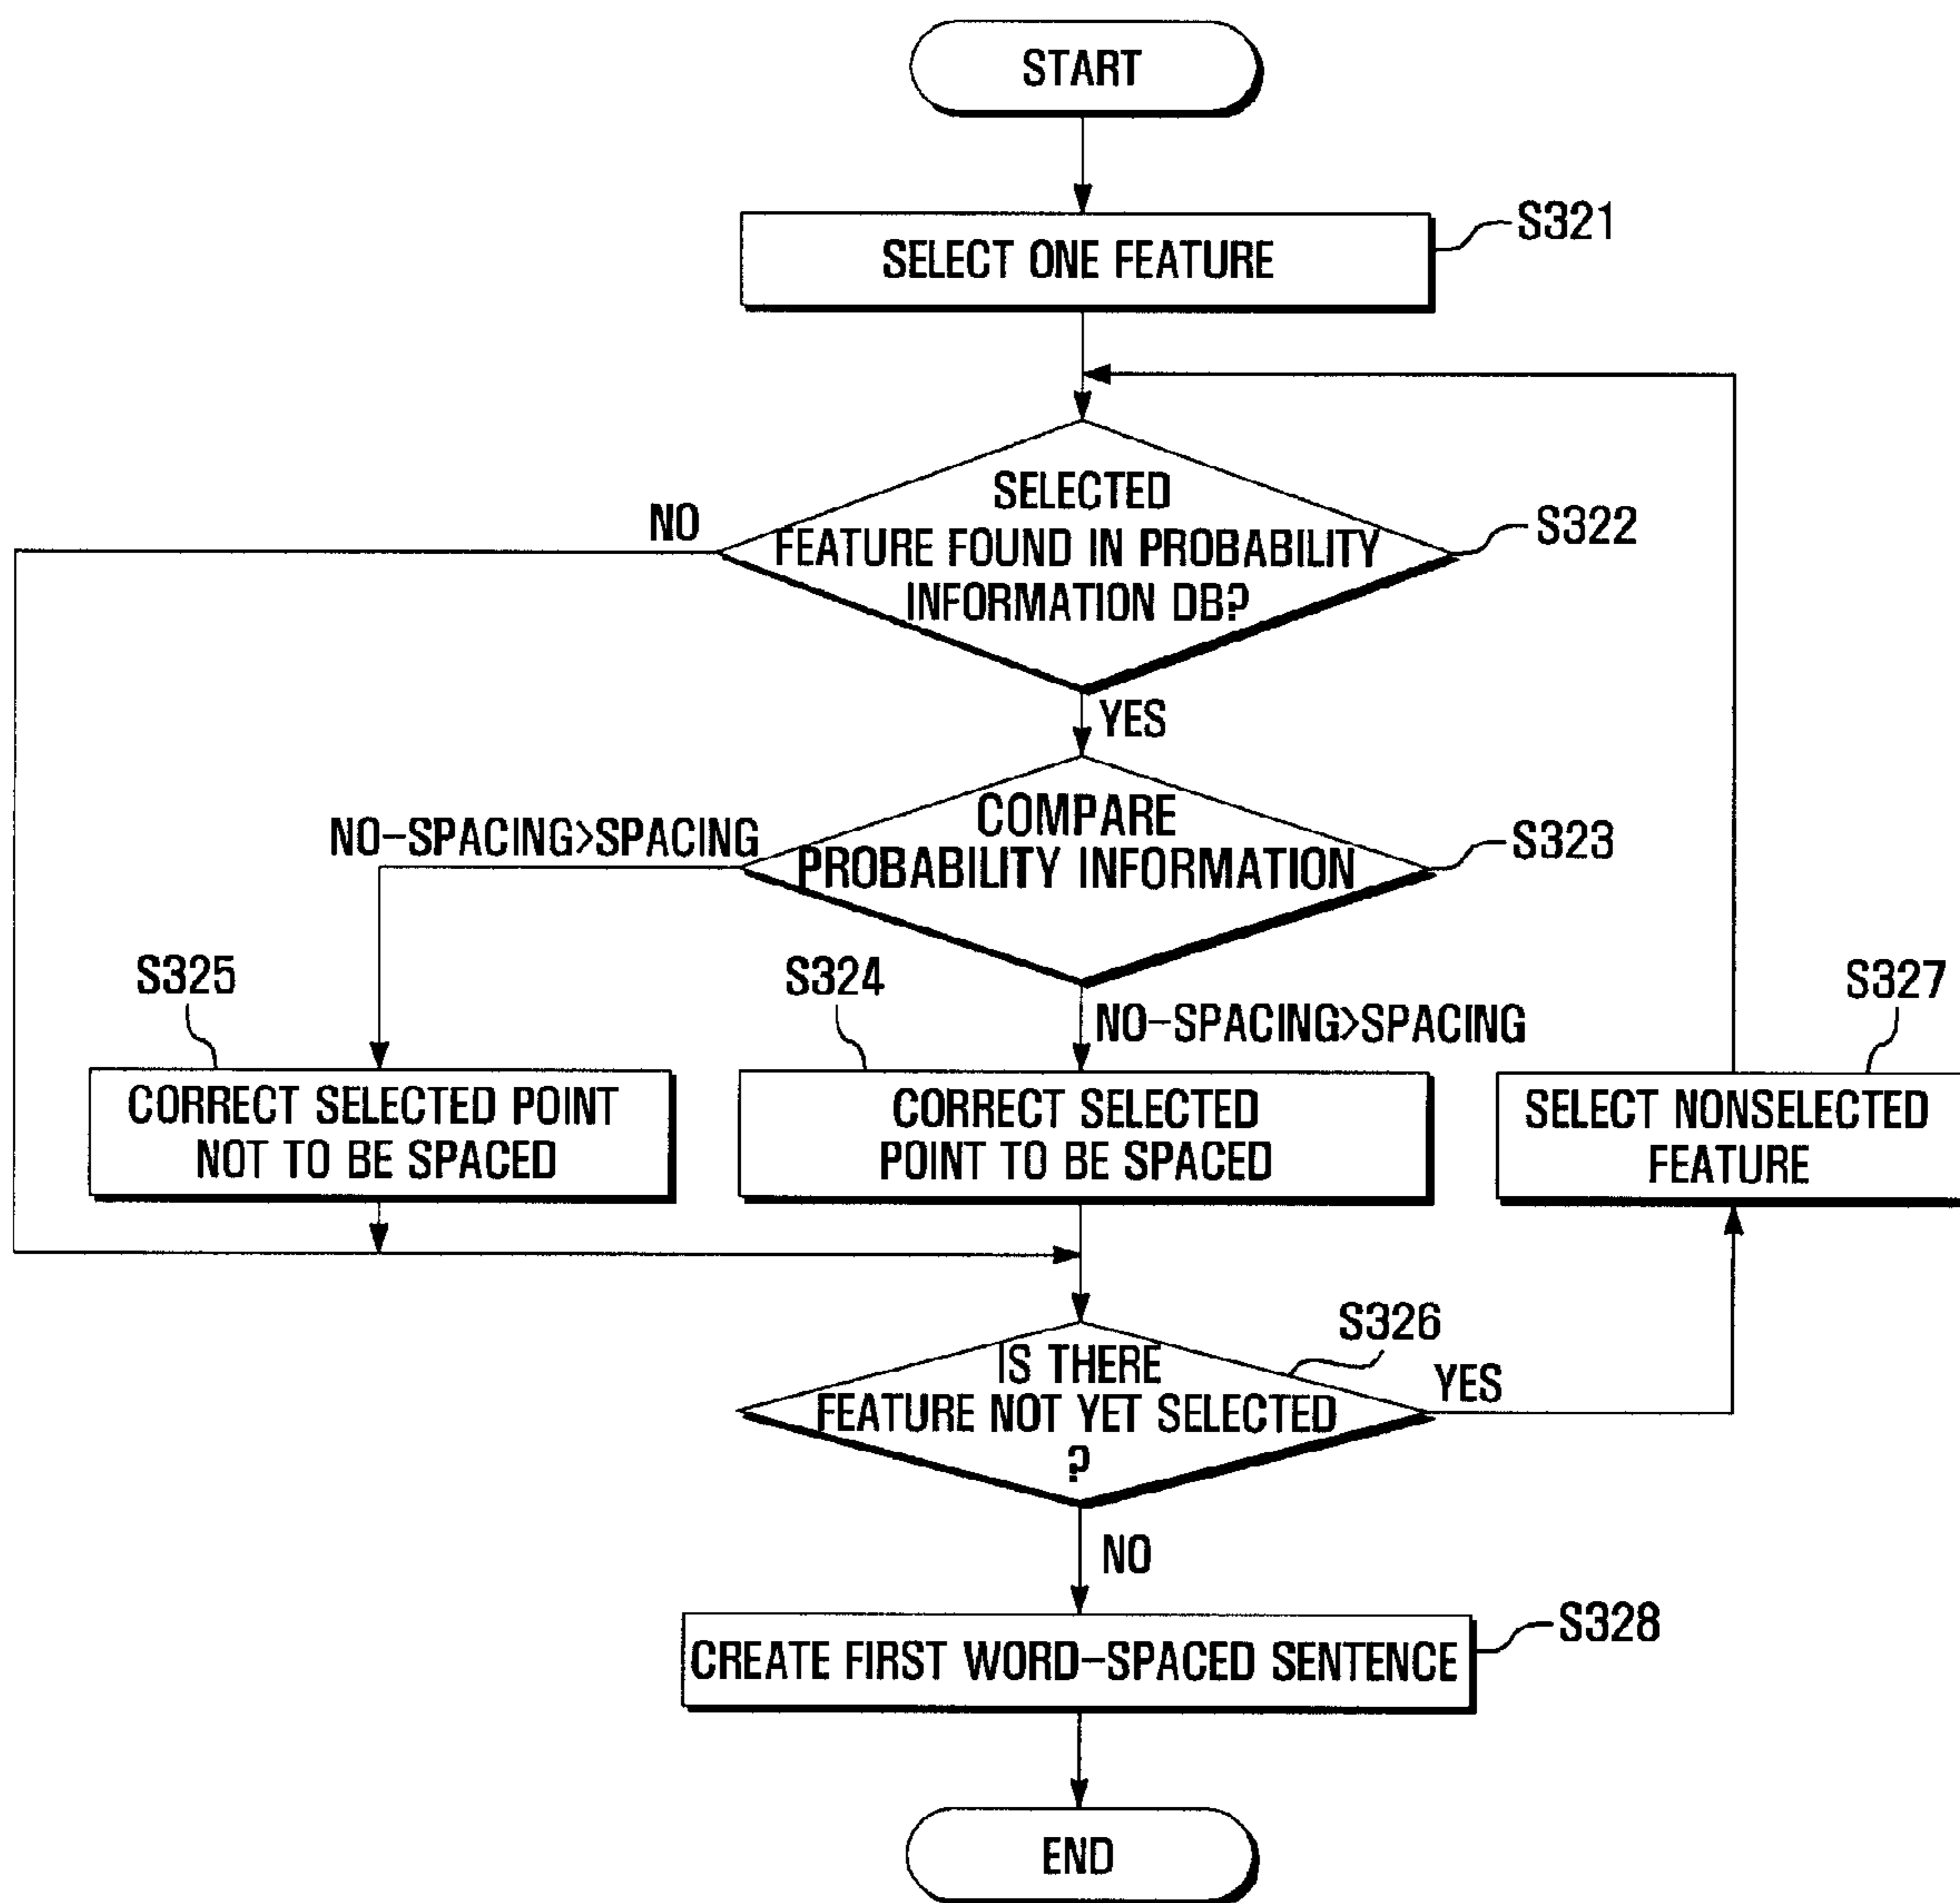 START
SELECT ONE FEATURE
S321
SELECTED
FEATURE FOUND IN PROBABILITY
INFORMATION DB?
S322
NO
YES
COMPARE
PROBABILITY INFORMATION
S323
NO-SPACING>SPACING
NO-SPACING>SPACING
S325
CORRECT SELECTED POINT
NOT TO BE SPACED
S324
CORRECT SELECTED
POINT TO BE SPACED
S327
SELECT NONSELECTED
FEATURE
IS THERE
FEATURE NOT YET SELECTED
?
S326
YES
NO
CREATE FIRST WORD-SPACED SENTENCE
S328
END